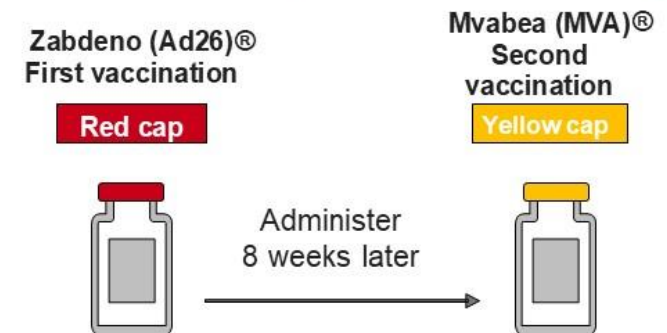 Zabdeno (Ad26)®
First vaccination
Red cap
Mvabea (MVA)®
Second
vaccination
Yellow cap
Administer
8 weeks later